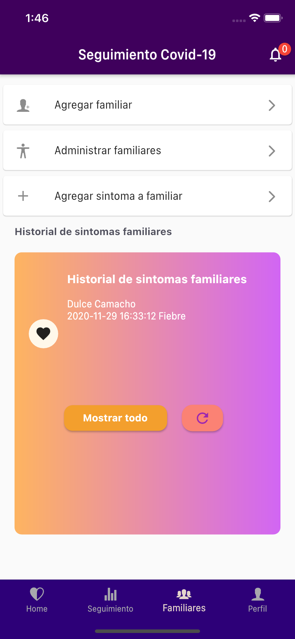 1:46
Seguimiento Covid-19
0
Agregar familiar
Administrar familiares
Agregar sintoma a familiar
Historial de sintomas familiares
Historial de sintomas familiares
Dulce Camacho
2020-11-29 16:33:12 Fiebre
Mostrar todo
Home
Seguimiento
Familiares
Perfil